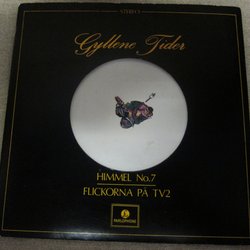 STEREO
Gyllene Tider
HIMMEL No.7
FLICKORNA PÅ TV2
PARLOPHONE